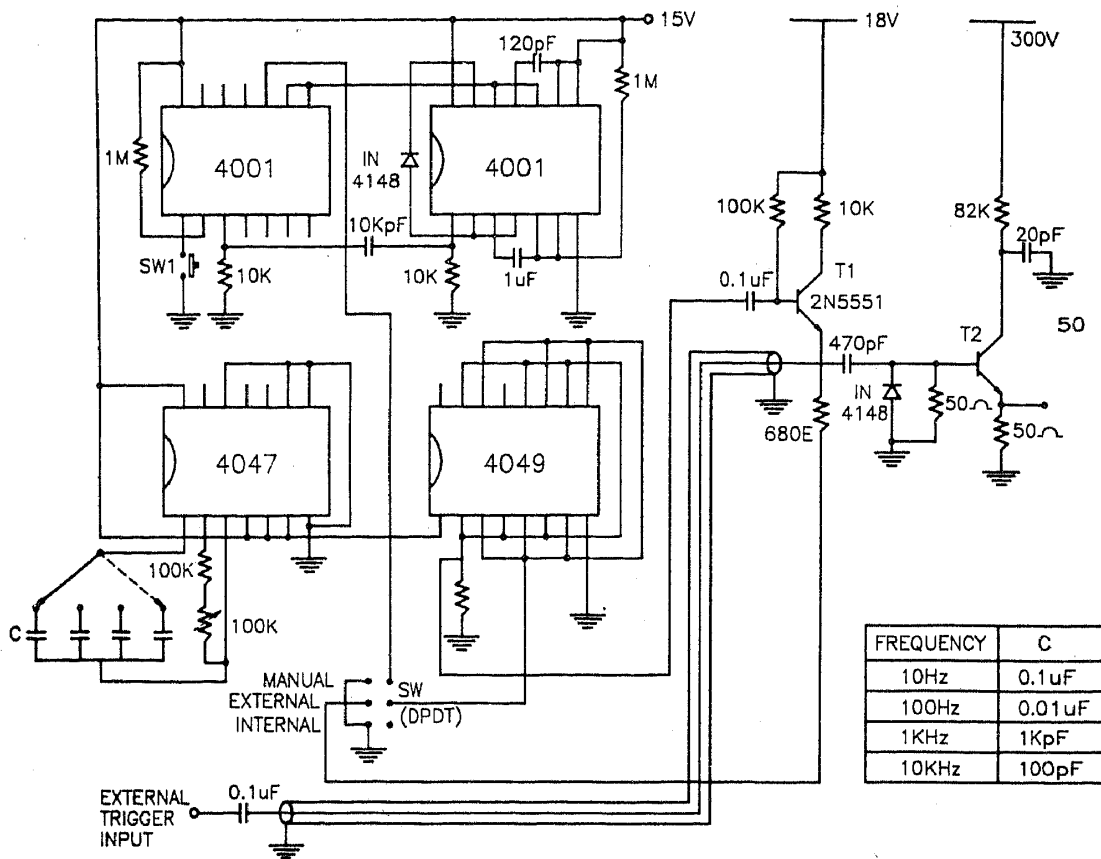 15V
18V
300V
120pF
1M
1M
4001
IN
4148
4001
100K
10K
82K
20pF
SW1
10K
10KpF
10K
1uF
0.1uF
T1
2N5551
50
470pF
T2
4047
4049
IN
4148
50
680E
50
100K
100K
C
MANUAL
EXTERNAL
INTERNAL
SW
(DPDT)
FREQUENCY C
10Hz 0.1uF
100Hz 0.01uF
1KHz 1KpF
10KHz 100pF
EXTERNAL
TRIGGER
INPUT
0.1uF